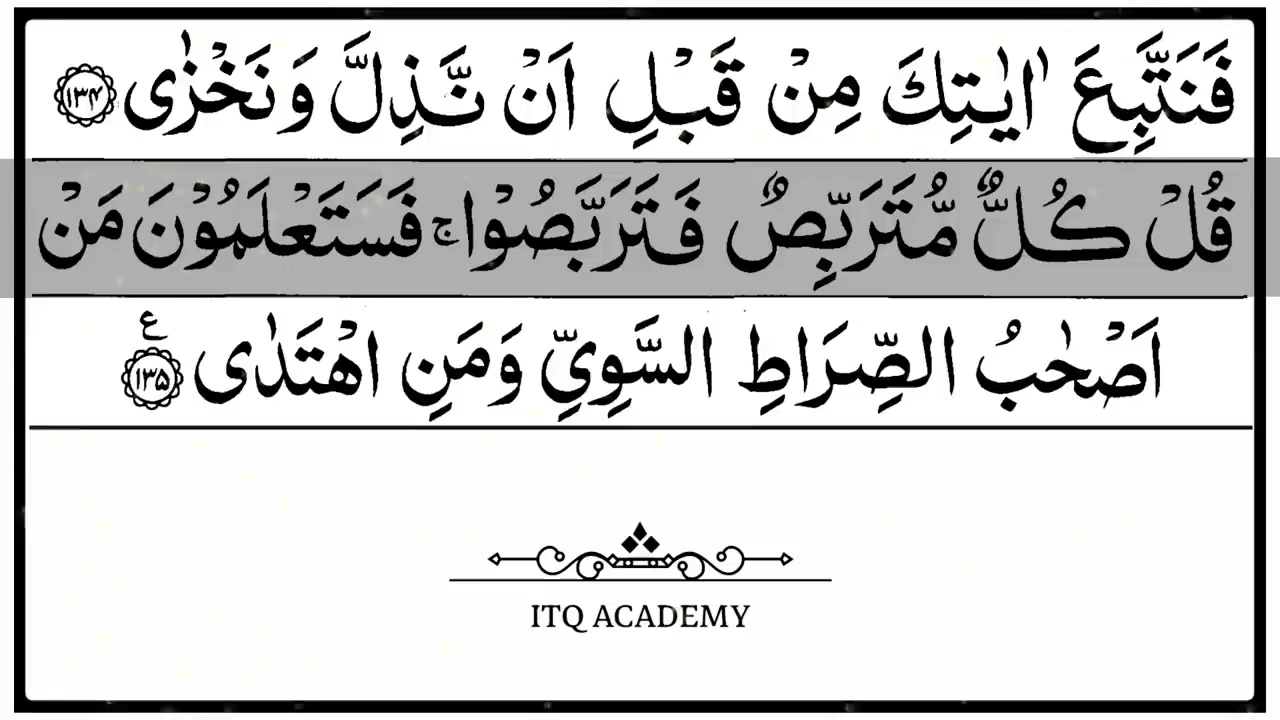 فَنَتَّبِعَ اٰيٰتِكَ مِنْ قَبْلِ اَنْ نَّذِلَّ وَنَخْزٰى ۝۱۳۴
قُلْ كُلٌّ مُّتَرَبِّصٌ فَتَرَبَّصُوْا ۚ فَسَتَعْلَمُوْنَ مَنْ
اَصْحٰبُ الصِّرَاطِ السَّوِيِّ وَمَنِ اهْتَدٰى ۝۱۳۵ ع
ITQ ACADEMY